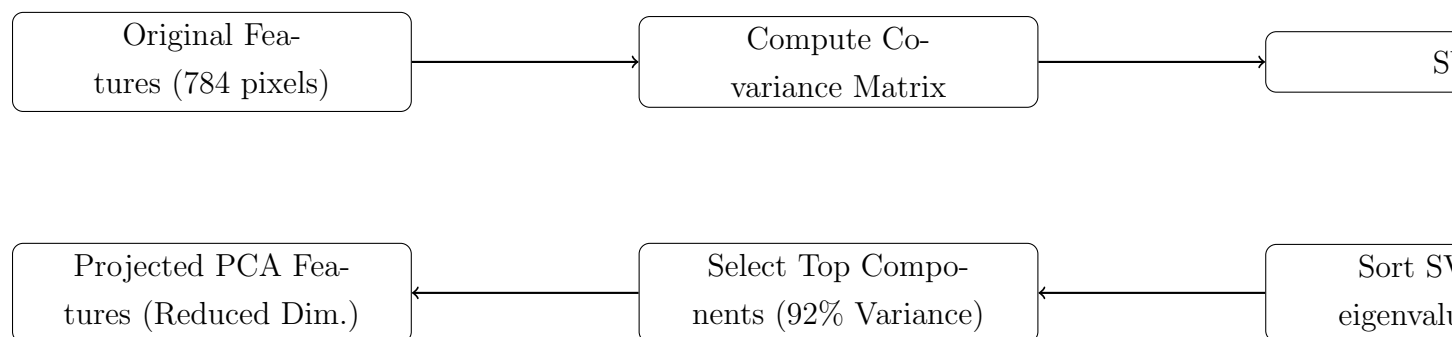 Original Fea-
tures (784 pixels)
Compute Co-
variance Matrix
Projected PCA Fea-
tures (Reduced Dim.)
Select Top Compo-
nents (92% Variance)
Sort